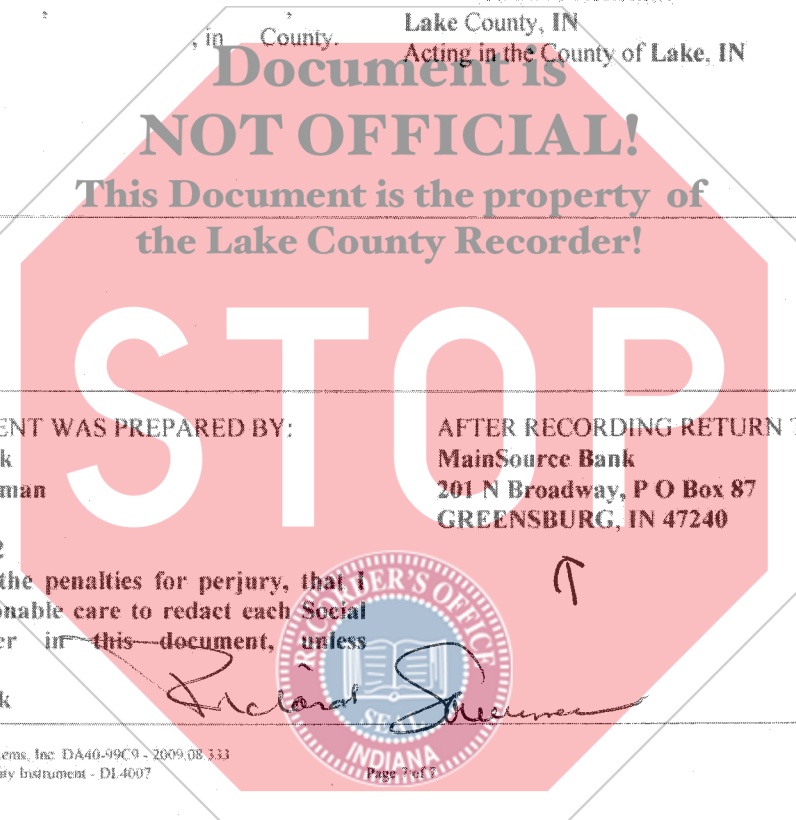 , in County.
Lake County, IN
Acting in the County of Lake, IN
Document is
NOT OFFICIAL!
This Document is the property of
the Lake County Recorder!
STOP
ENT WAS PREPARED BY:
k
man
the penalties for perjury, that I
onable care to redact each Social
er in this document, unless
k
AFTER RECORDING RETURN T
MainSource Bank
201 N Broadway, P O Box 87
GREENSBURG, IN 47240
RECORDER'S OFFICE
SEAL
INDIANA
Richard
ems, Inc. DA40-99C9 - 2009.08.333
ity Instrument - DL4007
Page 7 of 7